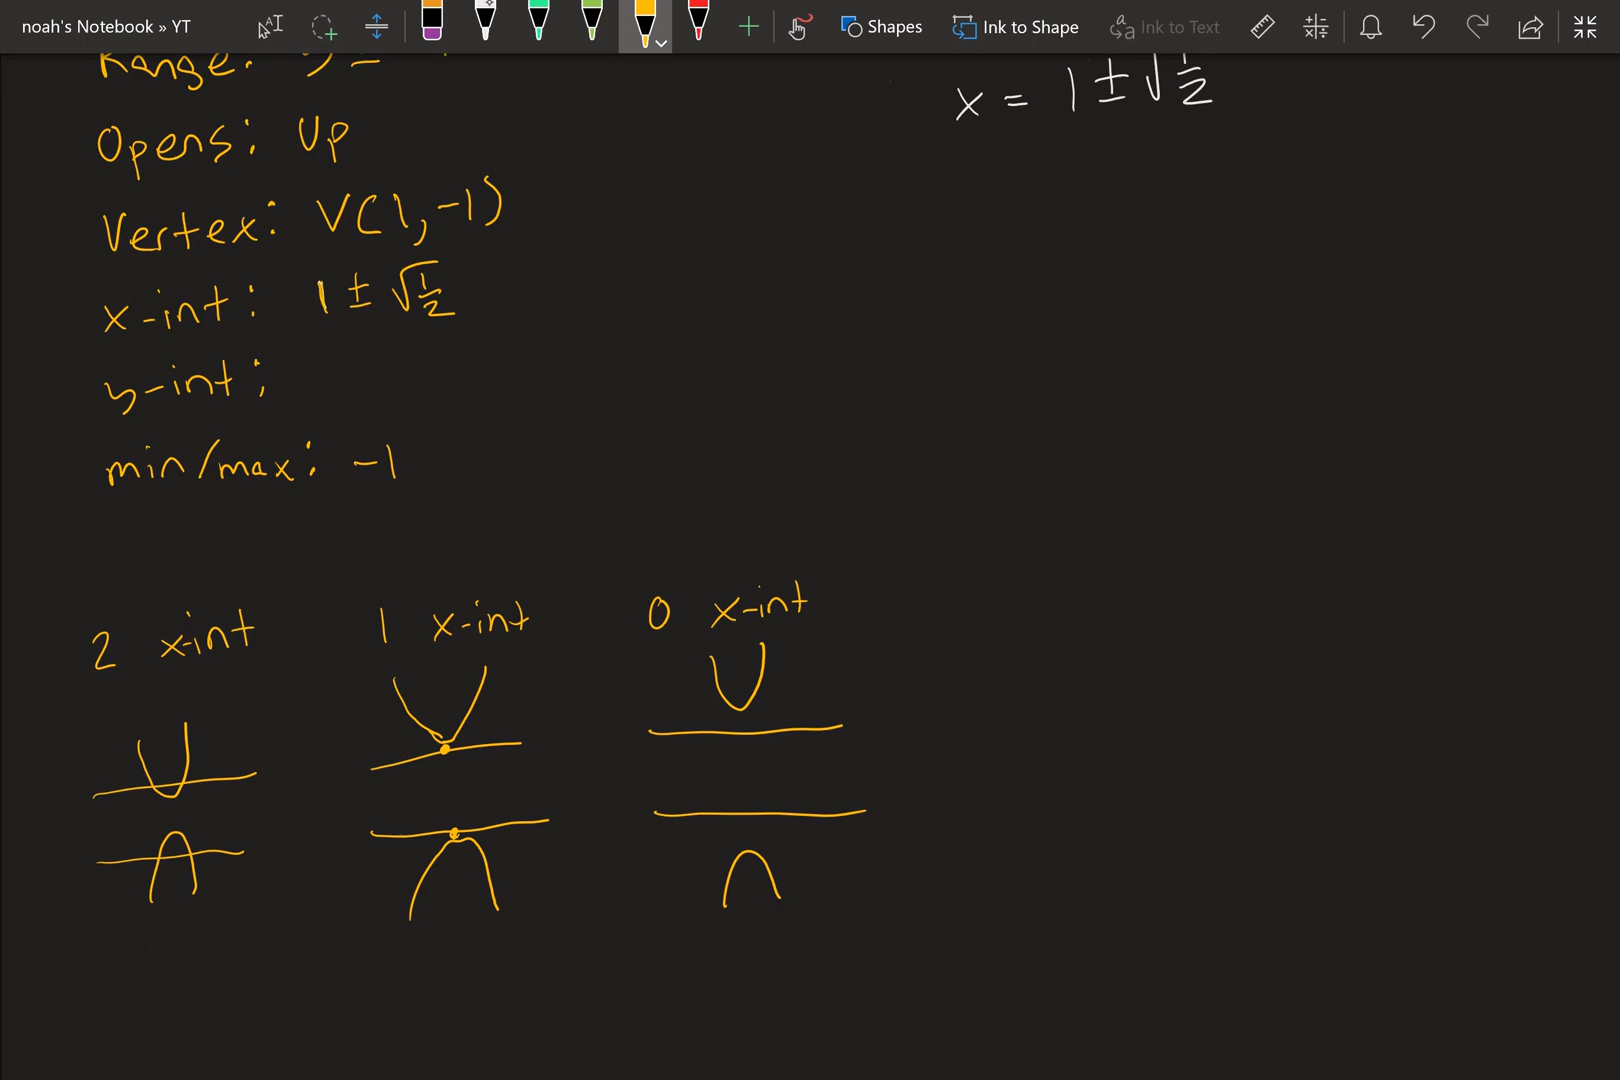 noah's Notebook » YT
Shapes
Ink to Shape
Ink to Text
Range:
x = 1 ± √1/2
Opens: Up
Vertex: V(1, -1)
x-int: 1 ± √1/2
y-int:
min/max: -1
2 x-int 1 x-int 0 x-int